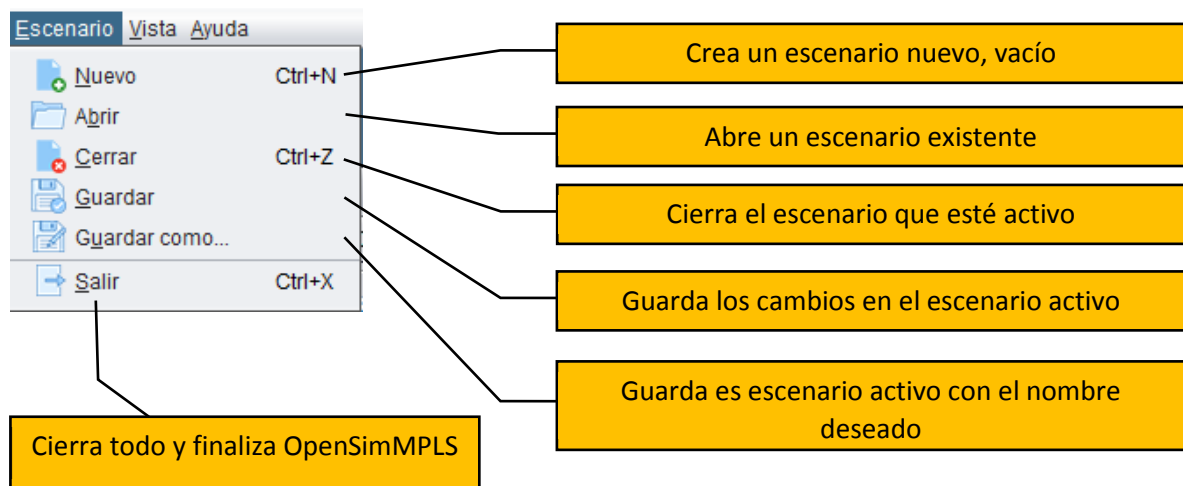 Escenario Vista Ayuda
Nuevo Ctrl+N
Abrir
Cerrar Ctrl+Z
Guardar
Guardar como...
Salir Ctrl+X
Crea un escenario nuevo, vacío
Abre un escenario existente
Cierra el escenario que esté activo
Guarda los cambios en el escenario activo
Guarda es escenario activo con el nombre
deseado
Cierra todo y finaliza OpenSimMPLS